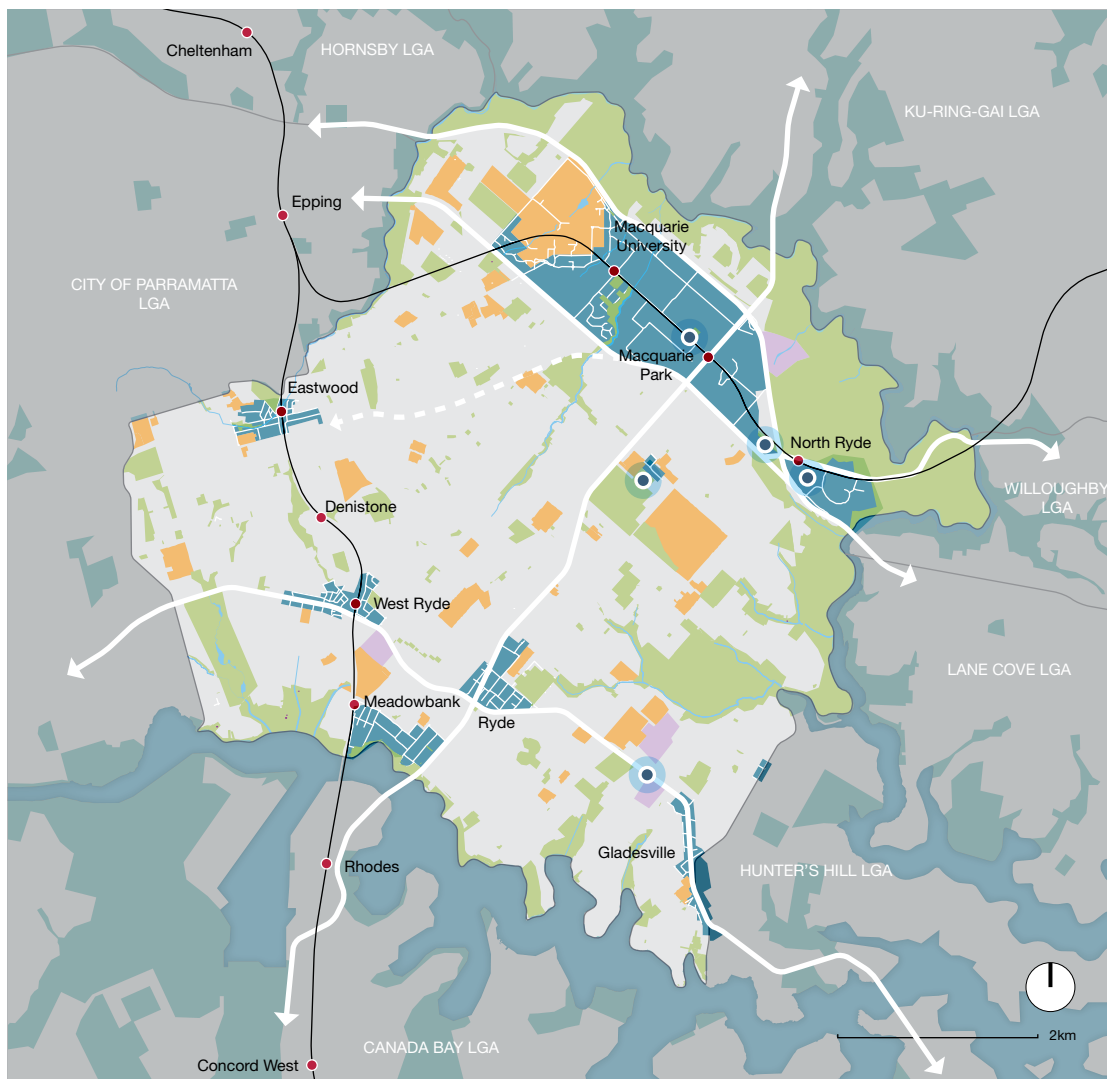 Cheltenham
HORNSBY LGA
KU-RING-GAI LGA
Epping
Macquarie
University
CITY OF PARRAMATTA
LGA
Macquarie
Park
Eastwood
North Ryde
WILLOUGHBY
LGA
Denistone
West Ryde
LANE COVE LGA
Meadowbank
Ryde
Gladesville
Rhodes
HUNTER'S HILL LGA
2km
CANADA BAY LGA
Concord West